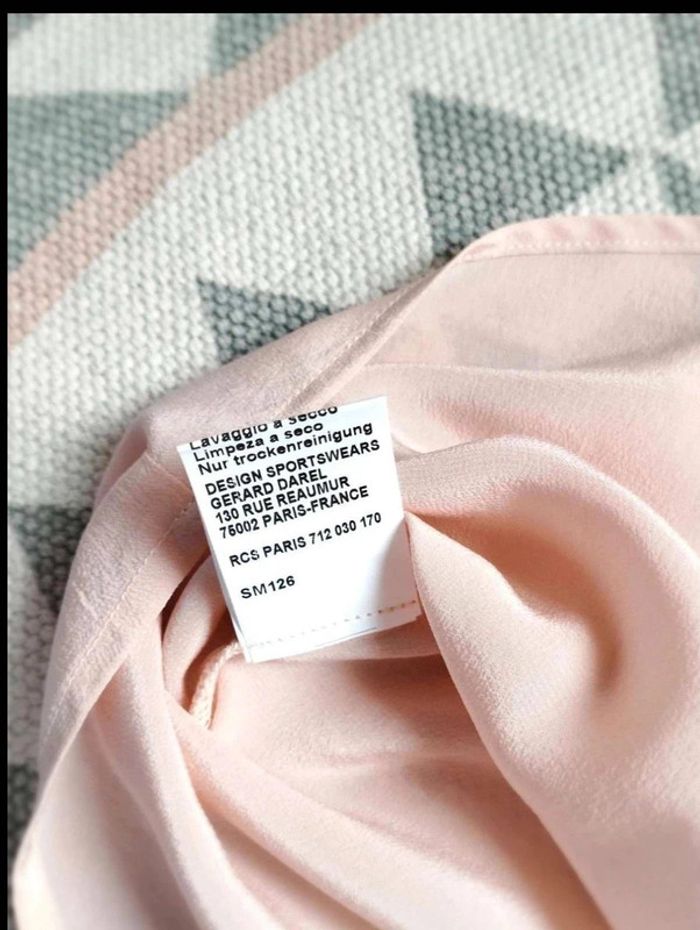 Lavaggio a secco
Limpeza a seco
Nur trockenreinigung
DESIGN SPORTSWEARS
GERARD DAREL
130 RUE REAUMUR
75002 PARIS-FRANCE
RCS PARIS 712 030 170
SM126